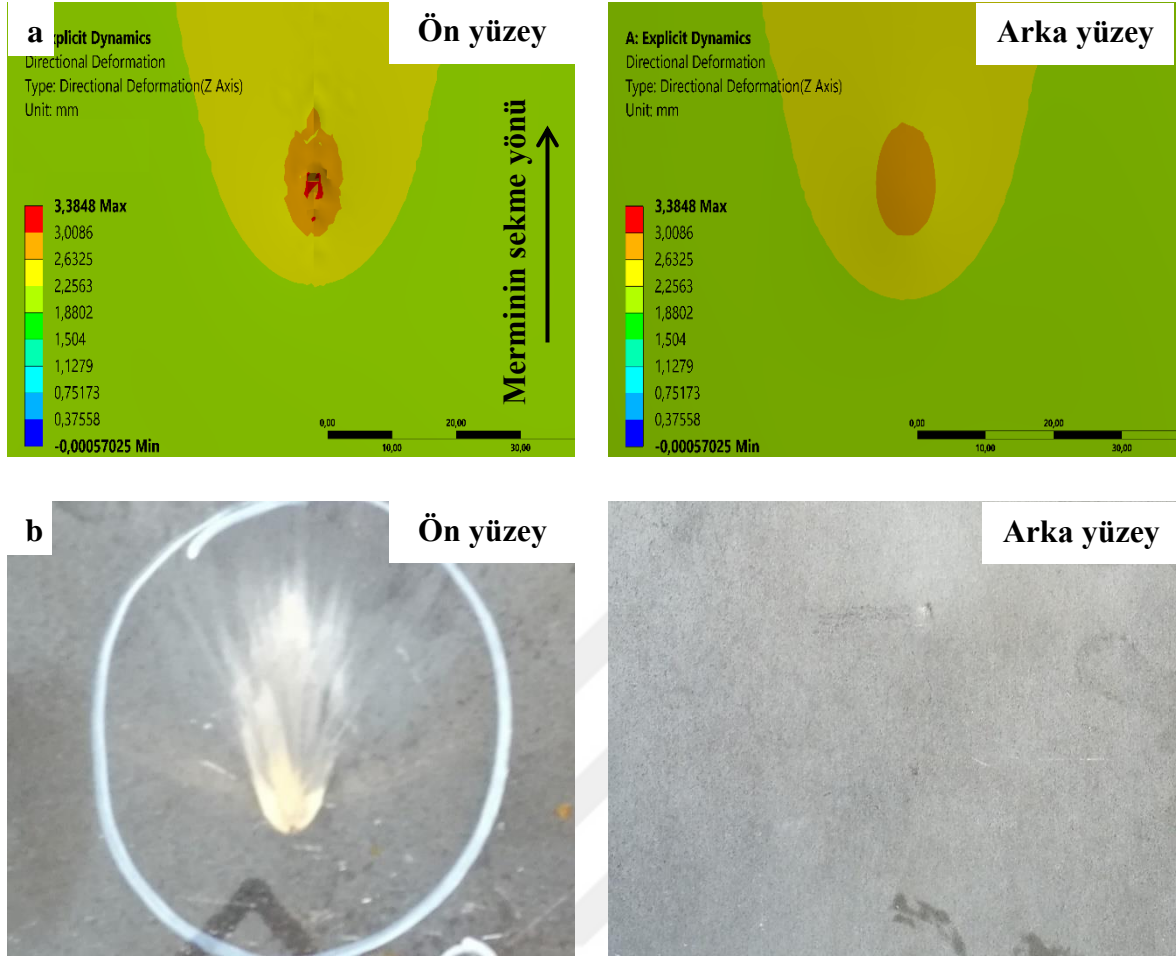 a
Ön yüzey
xplicit Dynamics
Directional Deformation
Type: Directional Deformation(Z Axis)
Unit: mm
3,3848 Max
3,0086
2,6325
2,2563
1,8802
1,504
1,1279
0,75173
0,37558
-0,00057025 Min
Merminin sekme yönü
0,00
20,00
10,00
30,00
Arka yüzey
A: Explicit Dynamics
Directional Deformation
Type: Directional Deformation(Z Axis)
Unit: mm
3,3848 Max
3,0086
2,6325
2,2563
1,8802
1,504
1,1279
0,75173
0,37558
-0,00057025 Min
0,00
20,00
10,00
30,00
b
Ön yüzey
Arka yüzey